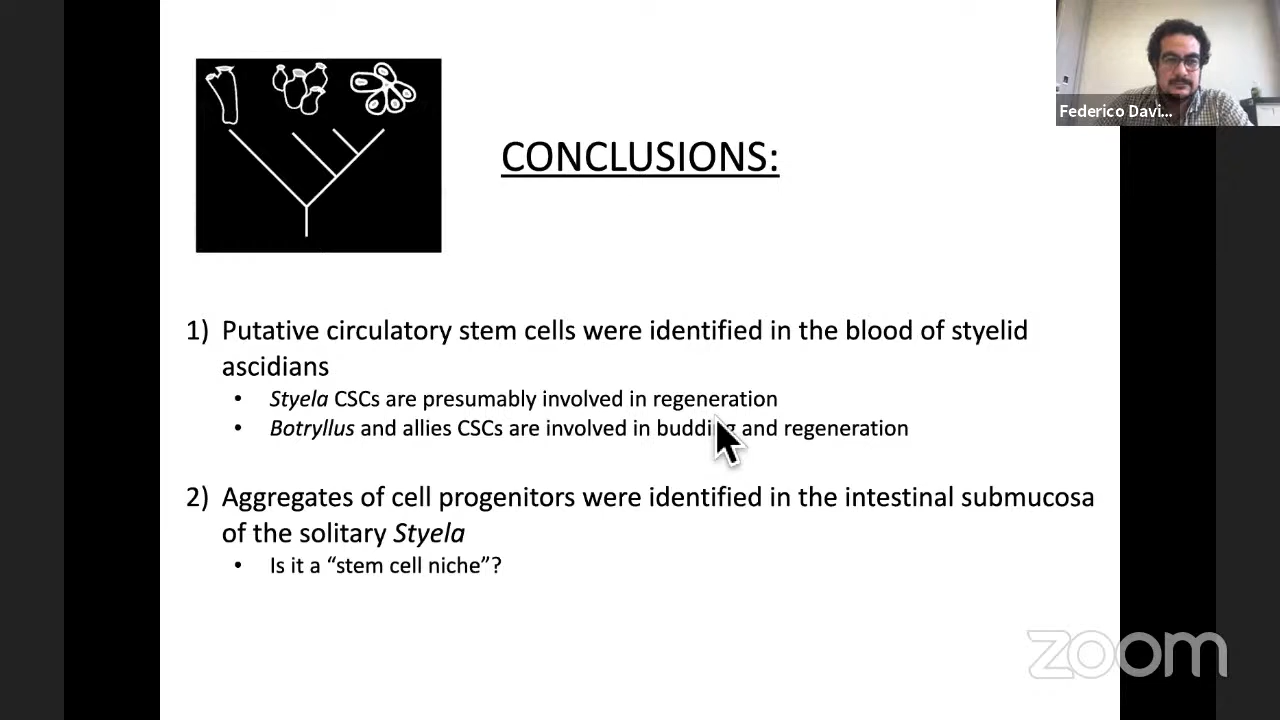 Federico Davi...
CONCLUSIONS:
1) Putative circulatory stem cells were identified in the blood of styelid
ascidians
• Styela CSCs are presumably involved in regeneration
• Botryllus and allies CSCs are involved in budding and regeneration
2) Aggregates of cell progenitors were identified in the intestinal submucosa
of the solitary Styela
• Is it a “stem cell niche”?
zoom